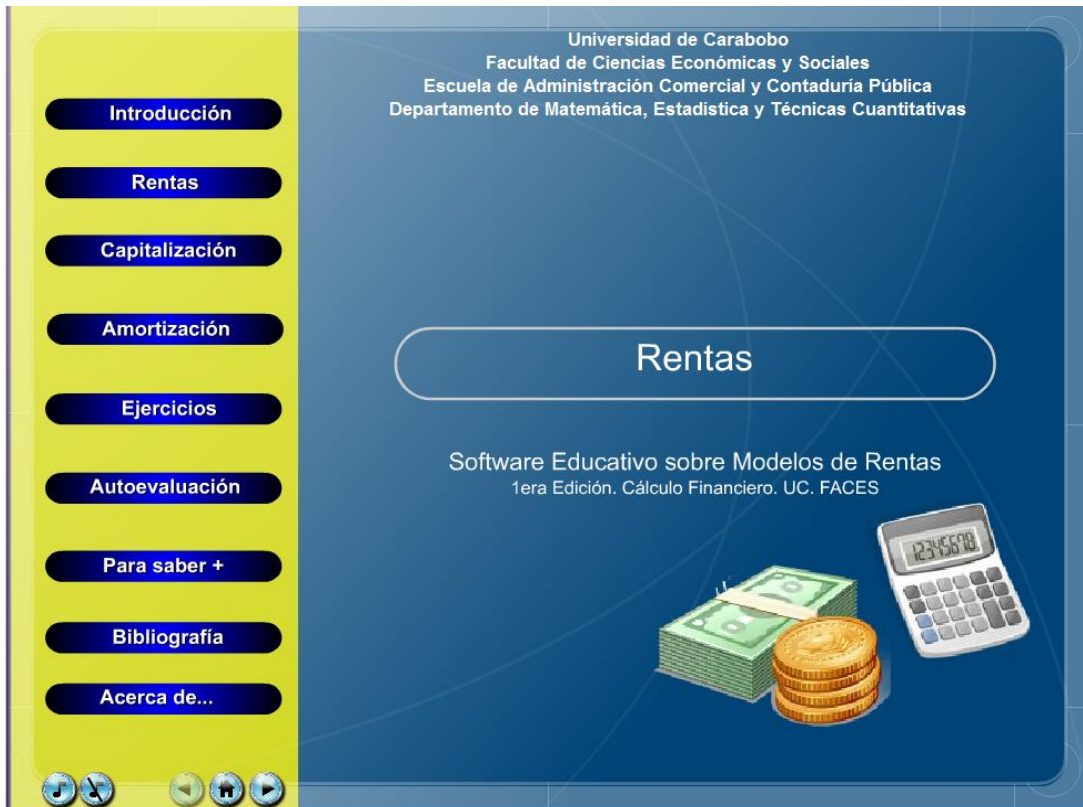 Universidad de Carabobo
Facultad de Ciencias Económicas y Sociales
Escuela de Administración Comercial y Contaduría Pública
Departamento de Matemática, Estadística y Técnicas Cuantitativas
Introducción
Rentas
Capitalización
Amortización
Ejercicios
Autoevaluación
Para saber +
Bibliografía
Acerca de...
Rentas
Software Educativo sobre Modelos de Rentas
1era Edición. Cálculo Financiero. UC. FACES
12345678